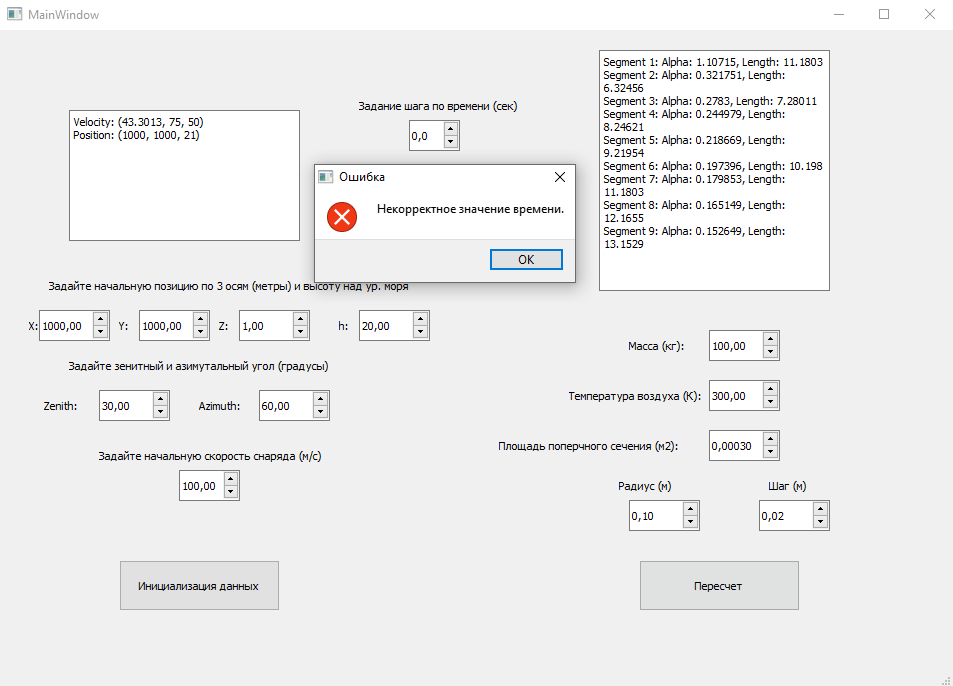 MainWindow
Задание шага по времени (сек)
0,0
Velocity: (43.3013, 75, 50)
Position: (1000, 1000, 21)
Segment 1: Alpha: 1.10715, Length: 11.1803
Segment 2: Alpha: 0.321751, Length:
6.32456
Segment 3: Alpha: 0.2783, Length: 7.28011
Segment 4: Alpha: 0.244979, Length:
8.24621
Segment 5: Alpha: 0.218669, Length:
9.21954
Segment 6: Alpha: 0.197396, Length: 10.198
Segment 7: Alpha: 0.179853, Length:
11.1803
Segment 8: Alpha: 0.165149, Length:
12.1655
Segment 9: Alpha: 0.152649, Length:
13.1529
Ошибка
Некорректное значение времени.
OK
Задайте начальную позицию по 3 осям (метры) и высоту над ур. моря
X: 1000,00 Y: 1000,00 Z: 1,00 h: 20,00
Задайте зенитный и азимутальный угол (градусы)
Zenith: 30,00 Azimuth: 60,00
Задайте начальную скорость снаряда (м/с)
100,00
Масса (кг): 100,00
Температура воздуха (К): 300,00
Площадь поперчного сечения (м2): 0,00030
Радиус (м) Шаг (м)
0,10 0,02
Инициализация данных
Пересчет